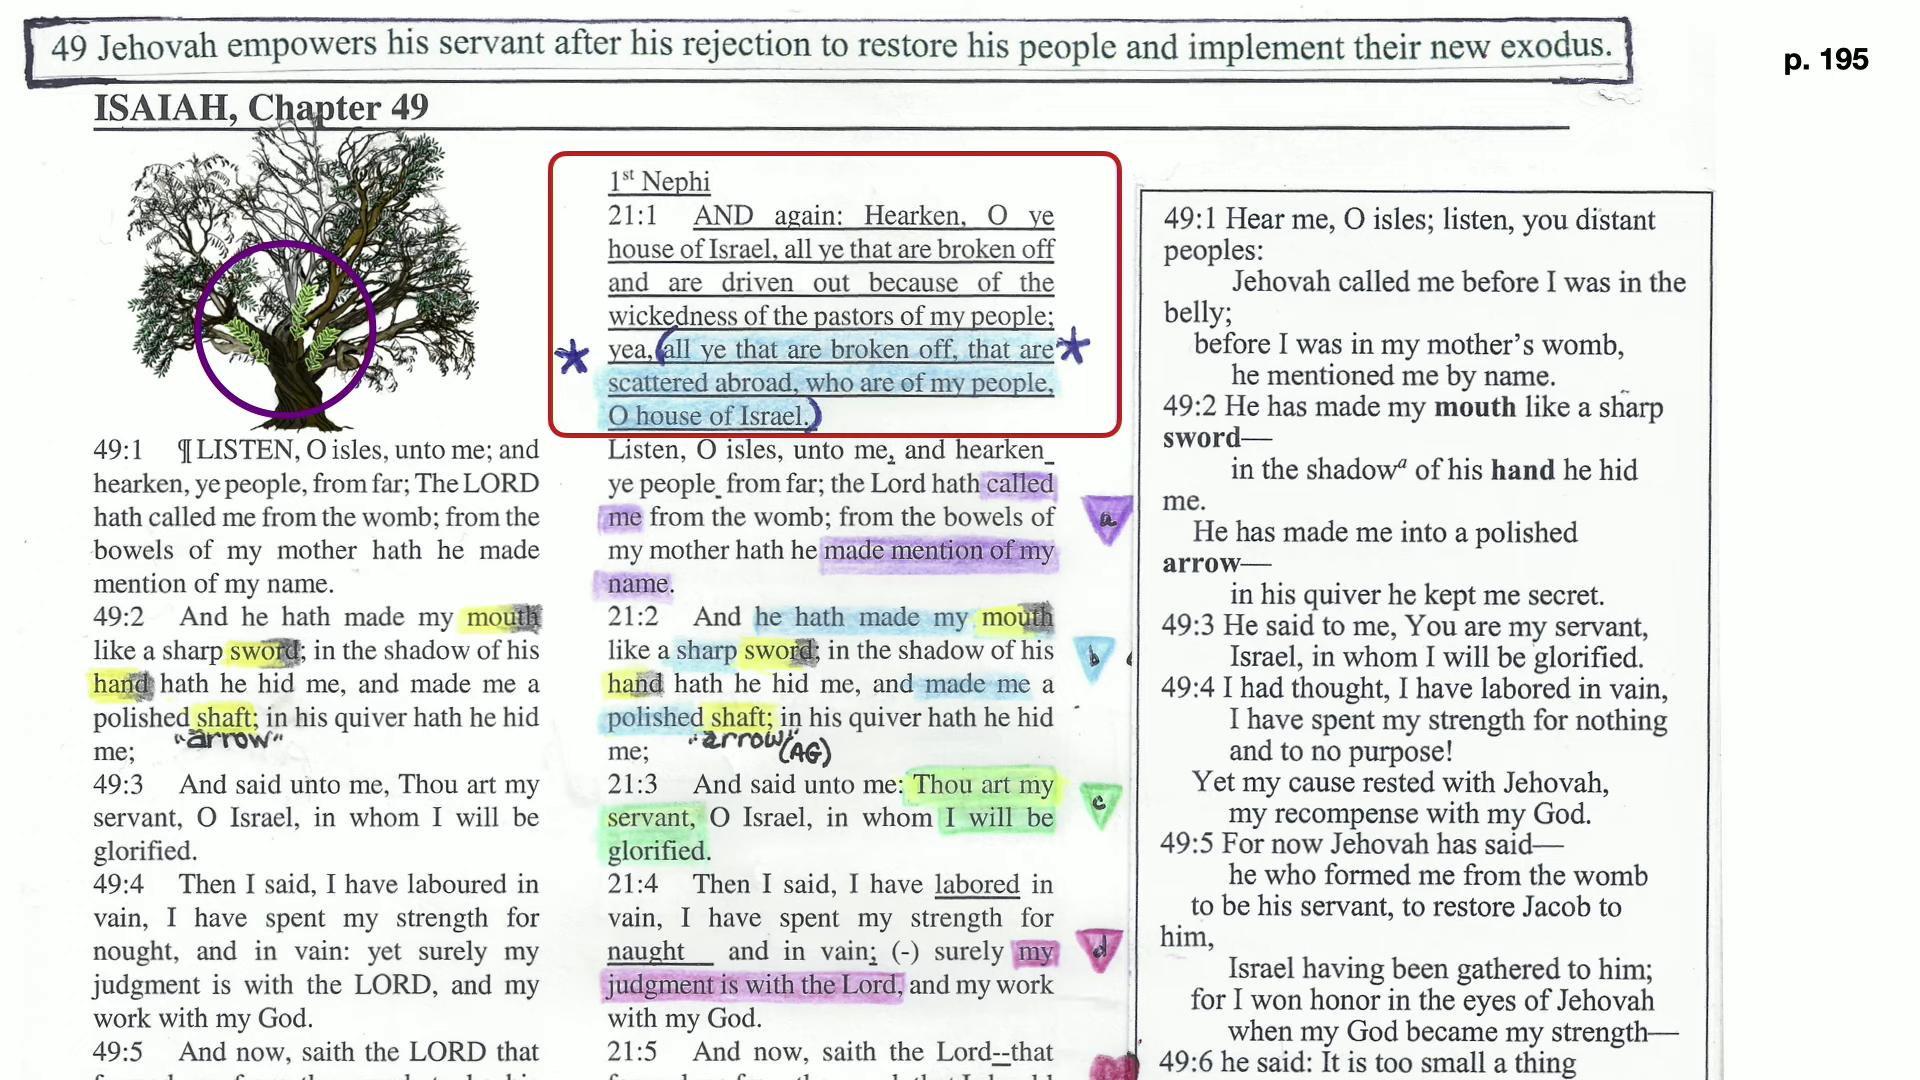 49 Jehovah empowers his servant after his rejection to restore his people and implement their new exodus.
p. 195
ISAIAH, Chapter 49
49:1 ¶ LISTEN, O isles, unto me; and
hearken, ye people, from far; The LORD
hath called me from the womb; from the
bowels of my mother hath he made
mention of my name.
49:2 And he hath made my mouth
like a sharp sword; in the shadow of his
hand hath he hid me, and made me a
polished shaft; in his quiver hath he hid
"arrow"
me;
49:3 And said unto me, Thou art my
servant, O Israel, in whom I will be
glorified.
49:4 Then I said, I have laboured in
vain, I have spent my strength for
nought, and in vain: yet surely my
judgment is with the LORD, and my
work with my God.
49:5 And now, saith the LORD that
1st Nephi
21:1 AND again: Hearken, O ye
house of Israel, all ye that are broken off
and are driven out because of the
wickedness of the pastors of my people;
yea, (all ye that are broken off, that are
scattered abroad, who are of my people,
O house of Israel.)
Listen, O isles, unto me, and hearken
ye people from far; the Lord hath called
me from the womb; from the bowels of
my mother hath he made mention of my
name.
a
21:2 And he hath made my mouth
like a sharp sword; in the shadow of his
hand hath he hid me, and made me a
polished shaft; in his quiver hath he hid
"arrow" (AG)
me;
b
21:3 And said unto me: Thou art my
servant, O Israel, in whom I will be
glorified.
c
21:4 Then I said, I have labored in
vain, I have spent my strength for
naught and in vain; (-) surely my
judgment is with the Lord, and my work
with my God.
d
21:5 And now, saith the Lord--that
49:1 Hear me, O isles; listen, you distant
peoples:
Jehovah called me before I was in the
belly;
before I was in my mother's womb,
he mentioned me by name.
49:2 He has made my mouth like a sharp
sword—
in the shadowa of his hand he hid
me.
He has made me into a polished
arrow—
in his quiver he kept me secret.
49:3 He said to me, You are my servant,
Israel, in whom I will be glorified.
49:4 I had thought, I have labored in vain,
I have spent my strength for nothing
and to no purpose!
Yet my cause rested with Jehovah,
my recompense with my God.
49:5 For now Jehovah has said—
he who formed me from the womb
to be his servant, to restore Jacob to
him,
Israel having been gathered to him;
for I won honor in the eyes of Jehovah
when my God became my strength—
49:6 he said: It is too small a thing